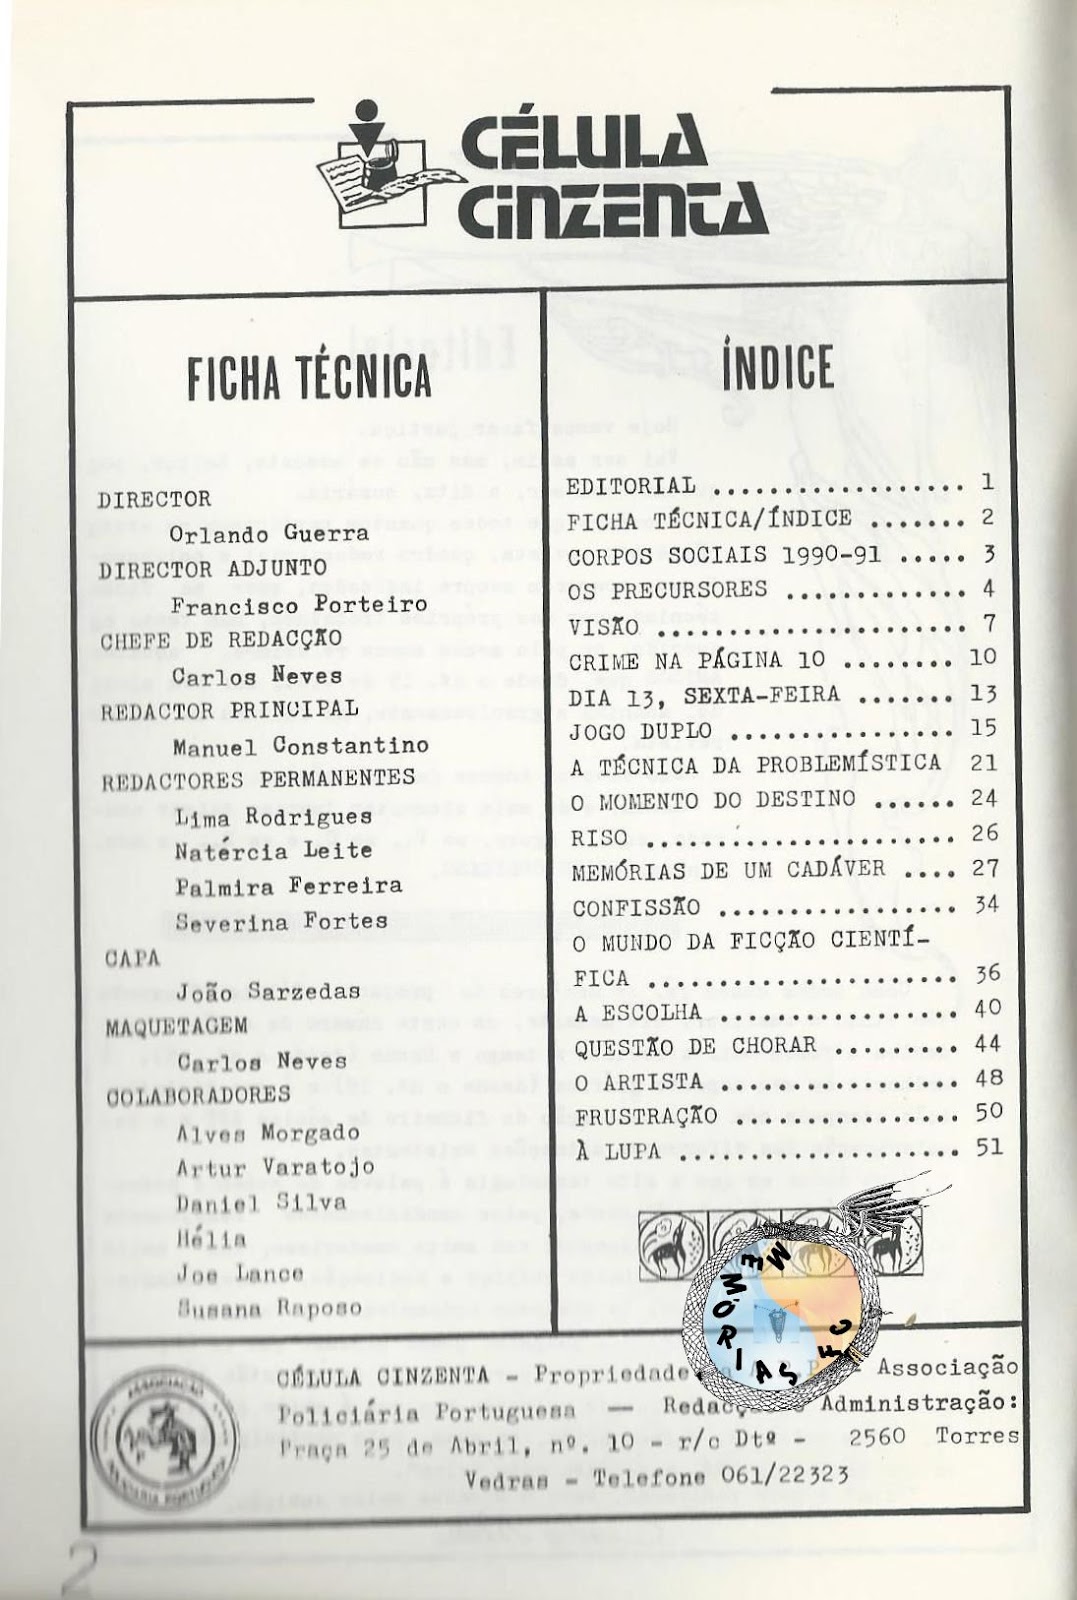 CÉLULA
CINZENTA
FICHA TÉCNICA
DIRECTOR
Orlando Guerra
DIRECTOR ADJUNTO
Francisco Porteiro
CHEFE DE REDACÇÃO
Carlos Neves
REDACTOR PRINCIPAL
Manuel Constantino
REDACTORES PERMANENTES
Lima Rodrigues
Natércia Leite
Palmira Ferreira
Severina Fortes
CAPA
João Sarzedas
MAQUETAGEM
Carlos Neves
COLABORADORES
Alves Morgado
Artur Varatojo
Daniel Silva
Hélia
Joe Lance
Susana Raposo
ÍNDICE
EDITORIAL .................. 1
FICHA TÉCNICA/ÍNDICE ....... 2
CORPOS SOCIAIS 1990-91 ..... 3
OS PRECURSORES ............. 4
VISÃO ...................... 7
CRIME NA PÁGINA 10 ........ 10
DIA 13, SEXTA-FEIRA ....... 13
JOGO DUPLO ................ 15
A TÉCNICA DA PROBLEMÍSTICA 21
O MOMENTO DO DESTINO ...... 24
RISO ...................... 26
MEMÓRIAS DE UM CADÁVER .... 27
CONFISSÃO ................. 34
O MUNDO DA FICÇÃO CIENTÍ-
FICA ...................... 36
A ESCOLHA ................. 40
QUESTÃO DE CHORAR ......... 44
O ARTISTA ................. 48
FRUSTRAÇÃO ................ 50
À LUPA .................... 51
MEMÓRIAS
CÉLULA CINZENTA - Propriedade Associação
Policiária Portuguesa — Redacção Administração:
Praça 25 de Abril, nº. 10 - r/c Dtº - 2560 Torres
Vedras - Telefone 061/22323
ASSOCIAÇÃO
POLICIÁRIA PORTUGUESA
2